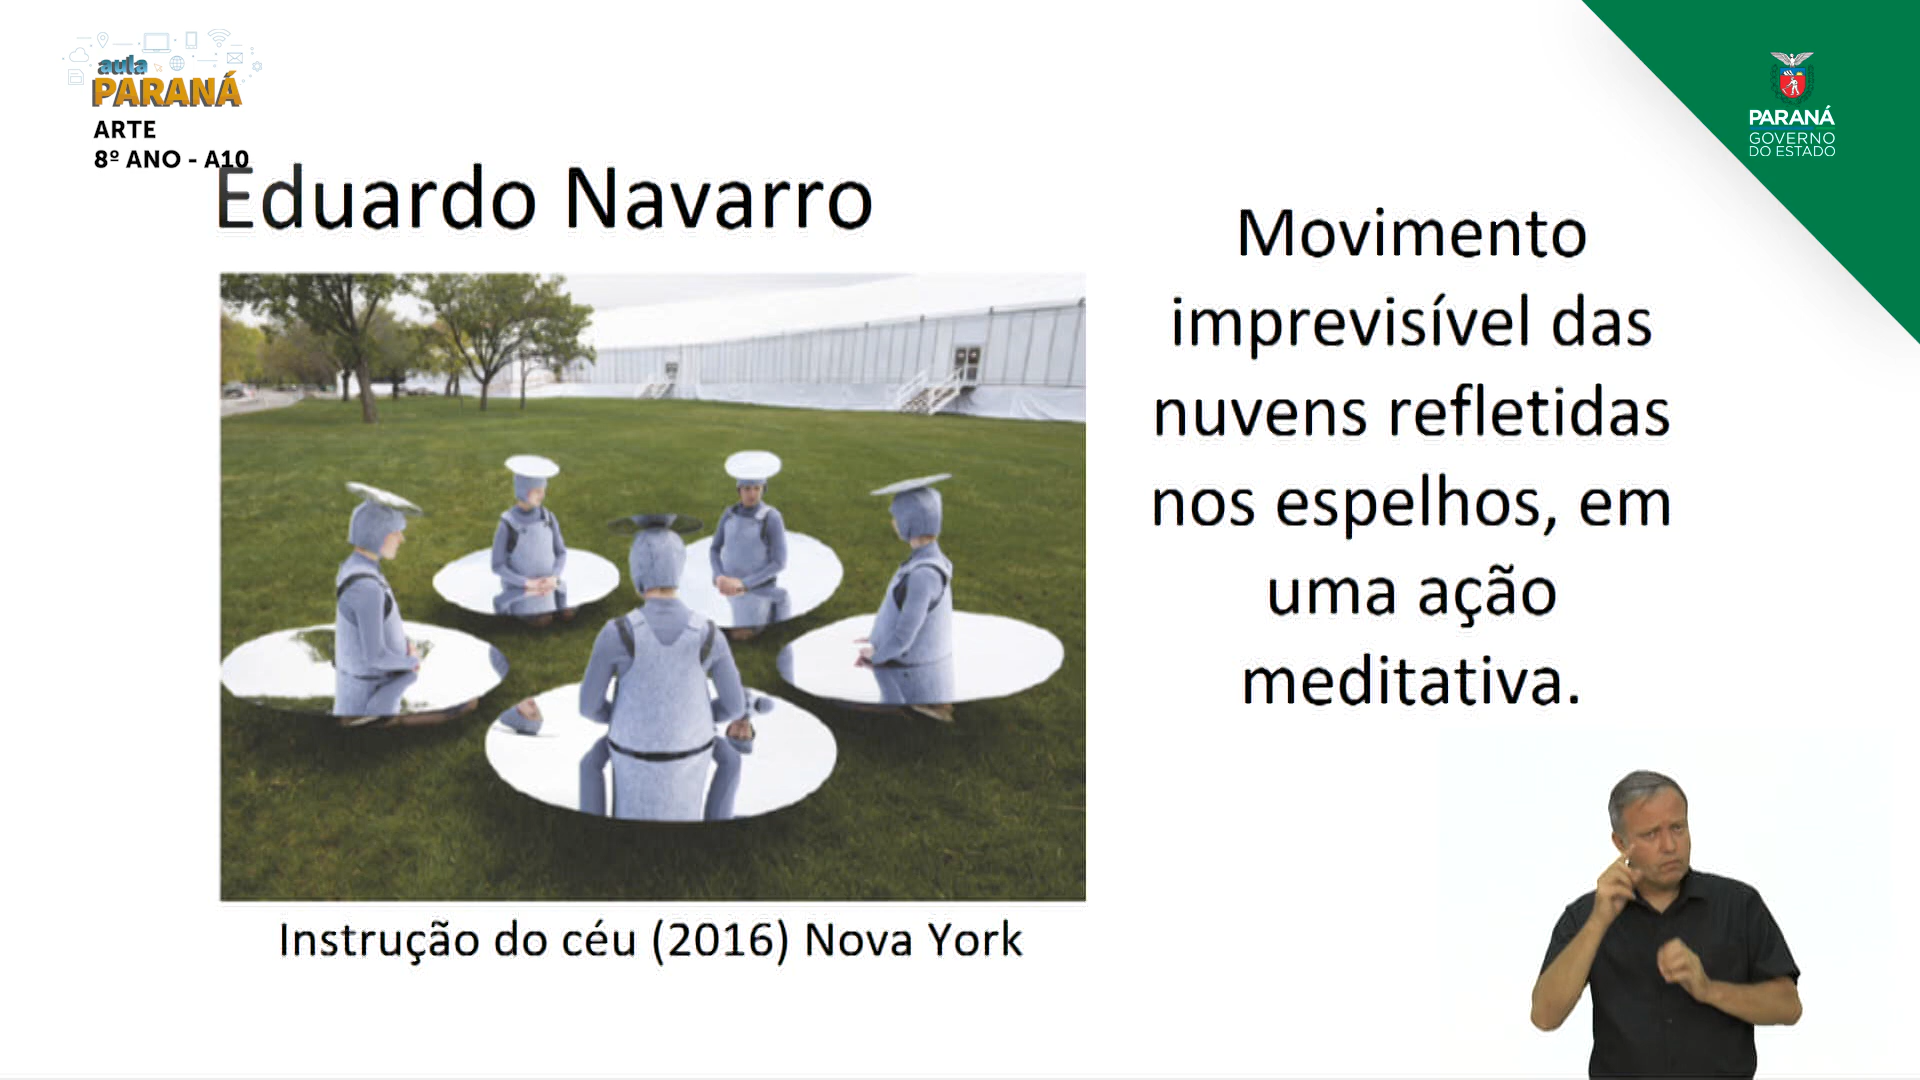 aula
PARANÁ
ARTE
8º ANO - A10
PARANÁ
GOVERNO
DO ESTADO
Eduardo Navarro
Movimento
imprevisível das
nuvens refletidas
nos espelhos, em
uma ação
meditativa.
Instrução do céu (2016) Nova York